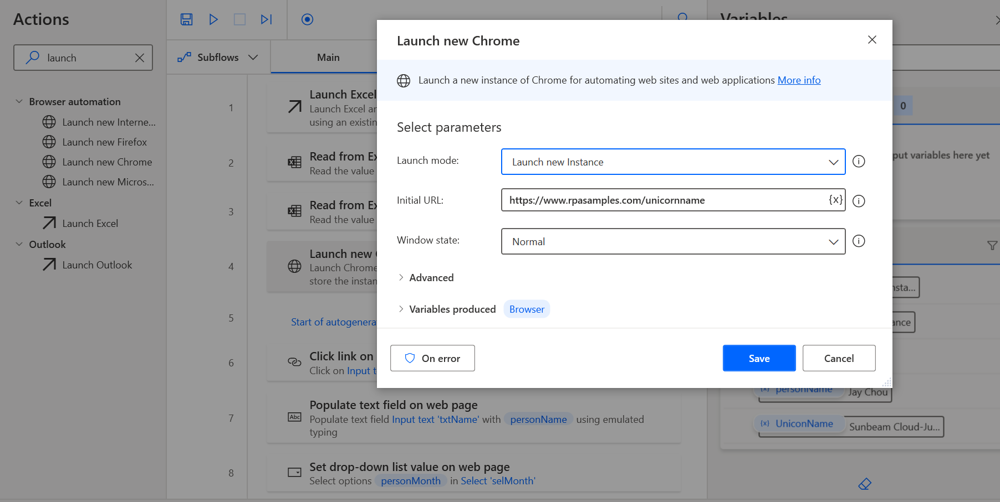 Actions
launch
Browser automation
Launch new Interne...
Launch new Firefox
Launch new Chrome
Launch new Micros...
Excel
Launch Excel
Outlook
Launch Outlook
Subflows
Main
1
Launch Excel
Launch Excel
using an existin
2
Read from Ex
Read the value
3
Read from Ex
Read the value
4
Launch new
Launch Chrome
store the instan
5
Start of autogenera
6
Click link on
Click on Input t
7
Populate text field on web page
Populate text field Input text 'txtName' with personName using emulated
typing
8
Set drop-down list value on web page
Select options personMonth in Select 'selMonth'
Launch new Chrome
Launch a new instance of Chrome for automating web sites and web applications More info
Select parameters
Launch mode:
Launch new Instance
Initial URL:
https://www.rpasamples.com/unicornname
{x}
Window state:
Normal
Advanced
Variables produced Browser
On error
Save
Cancel
Variables
0
put variables here yet
nsta...
ance
(x) personName
Jay Chou
{x} UniconName
Sunbeam Cloud-Ju...